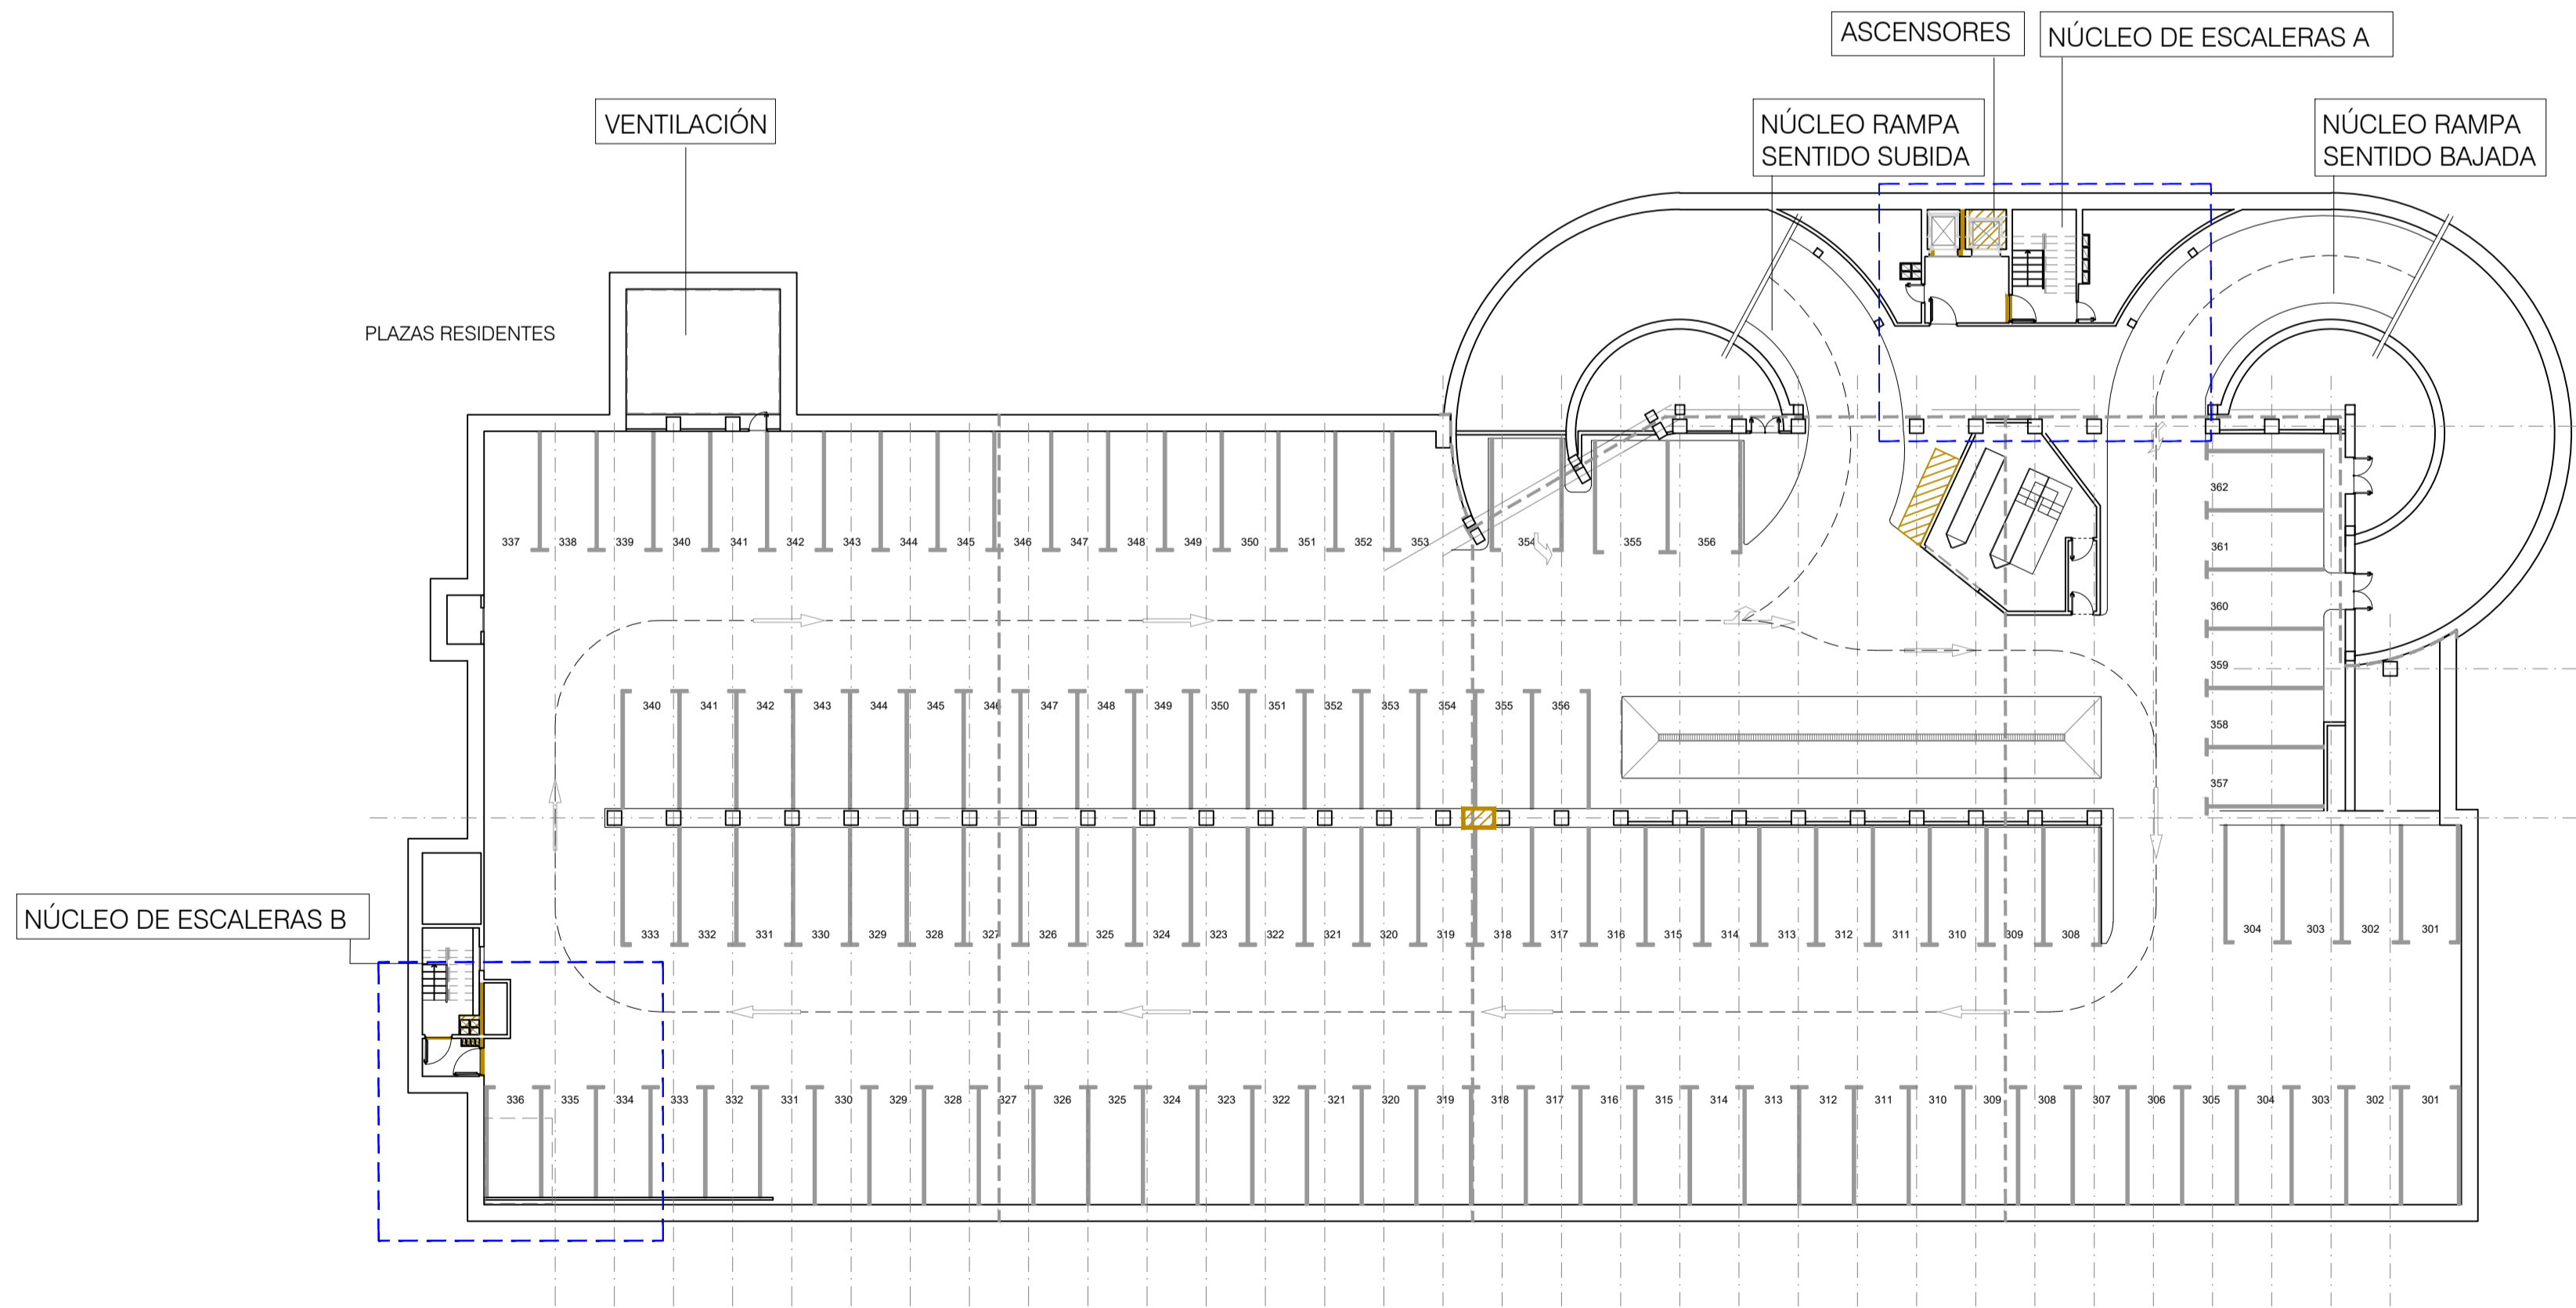 ASCENSORES
NÚCLEO DE ESCALERAS A
VENTILACIÓN
NÚCLEO RAMPA
SENTIDO SUBIDA
NÚCLEO RAMPA
SENTIDO BAJADA
PLAZAS RESIDENTES
362
337 338 339 340 341 342 343 344 345 346 347 348 349 350 351 352 353 354 355 356
361
360
359
340 341 342 343 344 345 346 347 348 349 350 351 352 353 354 355 356
358
357
NÚCLEO DE ESCALERAS B
333 332 331 330 329 328 327 326 325 324 323 322 321 320 319 318 317 316 315 314 313 312 311 310 309 308
304 303 302 301
336 335 334 333 332 331 330 329 328 327 326 325 324 323 322 321 320 319 318 317 316 315 314 313 312 311 310 309 308 307 306 305 304 303 302 301